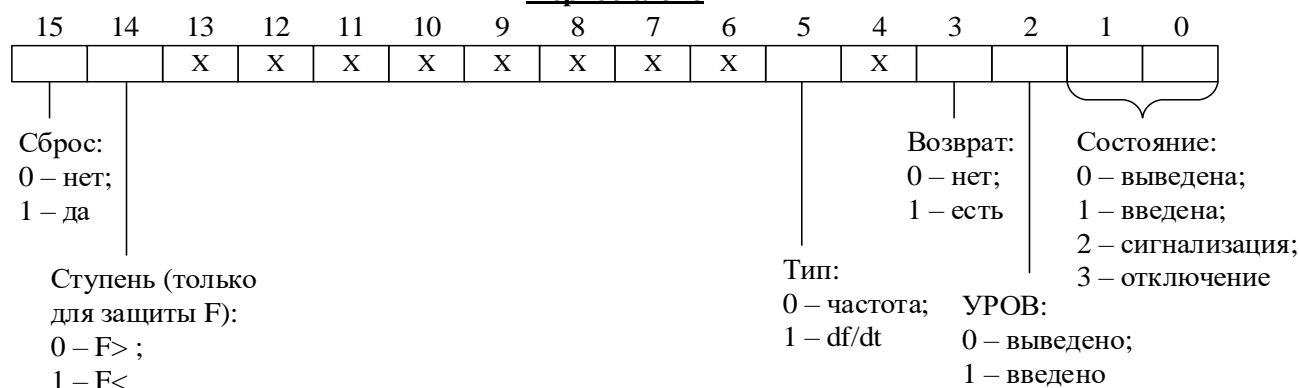 15 14 13 12 11 10 9 8 7 6 5 4 3 2 1 0
X X X X X X X X X
Сброс:
0 – нет;
1 – да
Возврат:
0 – нет;
1 – есть
Состояние:
0 – выведена;
1 – введена;
2 – сигнализация;
3 – отключение
Ступень (только
для защиты F):
0 – F> ;
1 – F<
Тип:
0 – частота;
1 – df/dt
УРОВ:
0 – выведено;
1 – введено